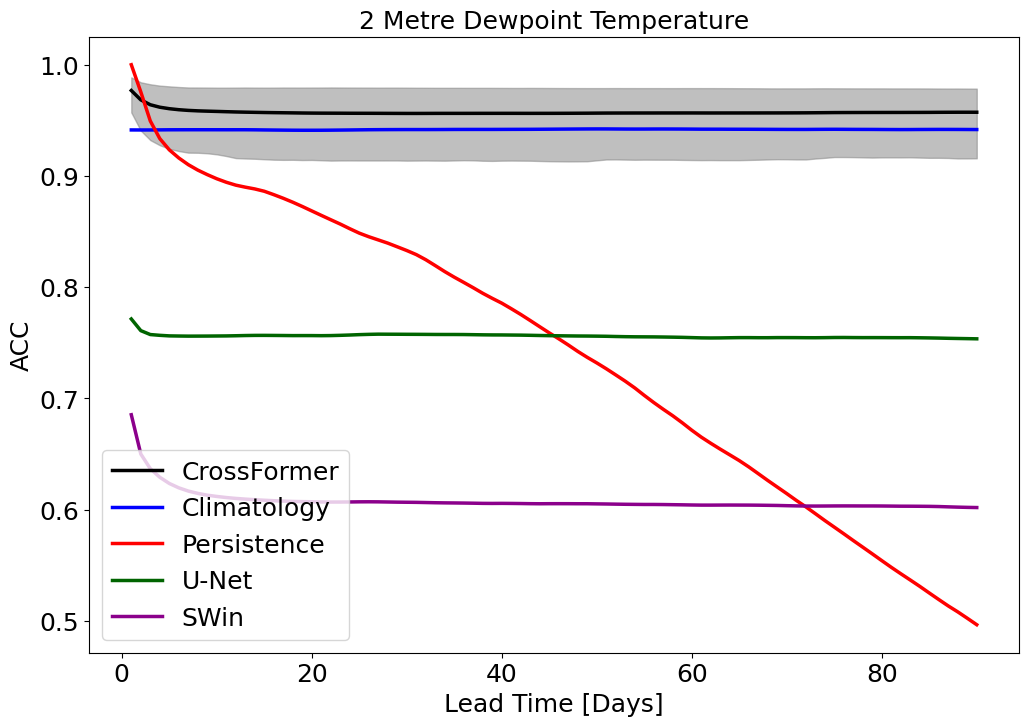 2 Metre Dewpoint Temperature
ACC
1.0
0.9
0.8
0.7
0.6
0.5
CrossFormer
Climatology
Persistence
U-Net
SWin
0 20 40 60 80
Lead Time [Days]